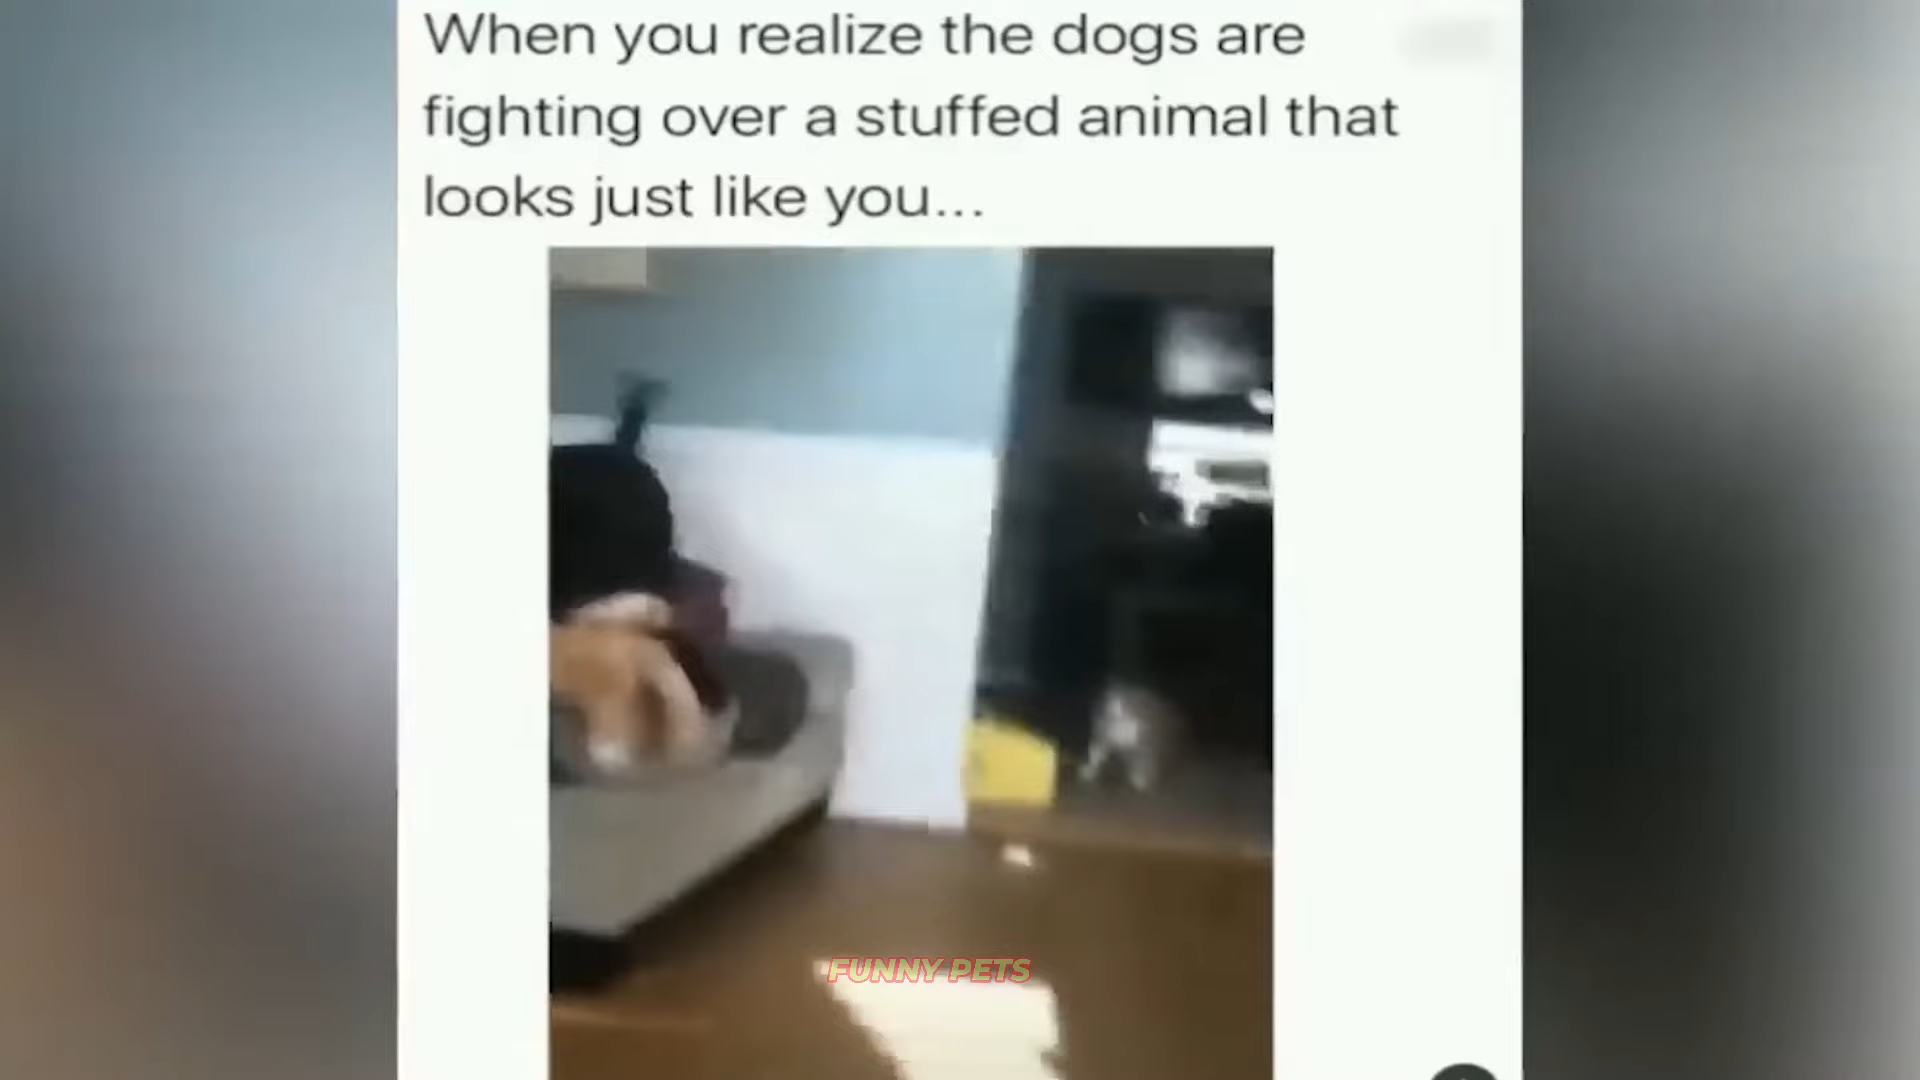 When you realize the dogs are
fighting over a stuffed animal that
looks just like you...
FUNNY PETS